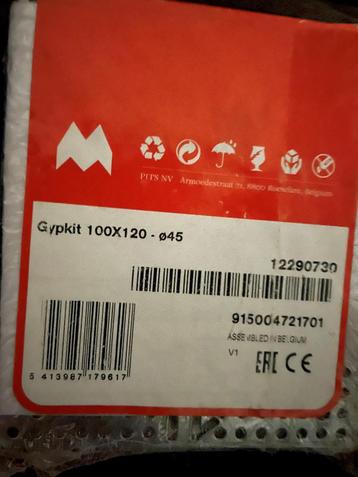 PITS NV Armoedestraat 71, 8800 Roeselare, Belgium
Gypkit 100X120 - ø45
12290730
915004721701
ASSEMBLED IN BELGIUM
V1
EAC CE
5 413987 179617